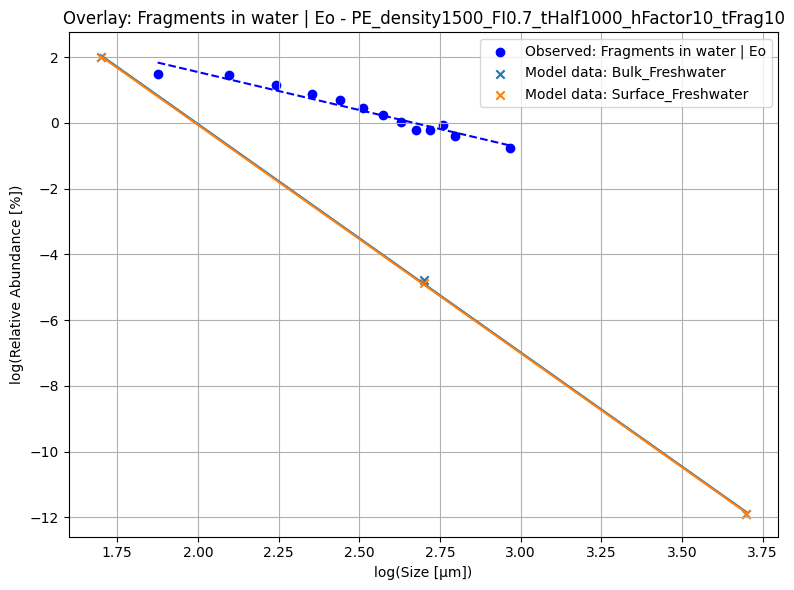 Overlay: Fragments in water | Eo - PE_density1500_FI0.7_tHalf1000_hFactor10_tFrag10
Observed: Fragments in water | Eo
Model data: Bulk_Freshwater
Model data: Surface_Freshwater
log(Relative Abundance [%])
2
0
−2
−4
−6
−8
−10
−12
1.75
2.00
2.25
2.50
2.75
3.00
3.25
3.50
3.75
log(Size [μm])